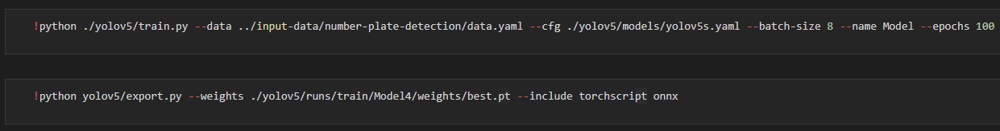 !python ./yolov5/train.py --data ../input-data/number-plate-detection/data.yaml --cfg ./yolov5/models/yolov5s.yaml --batch-size 8 --name Model --epochs 100
!python yolov5/export.py --weights ./yolov5/runs/train/Model4/weights/best.pt --include torchscript onnx